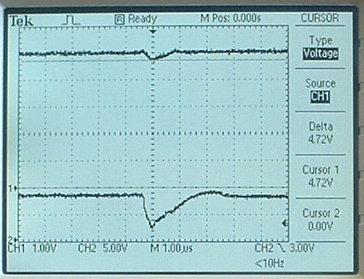 Tek Ready M Pos: 0.000s CURSOR
Type
Voltage
Source
CH1
Delta
4.72V
Cursor 1
4.72V
Cursor 2
0.00V
1
2
CH1 1.00V CH2 5.00V M 1.00µs CH2 3.00V
<10Hz